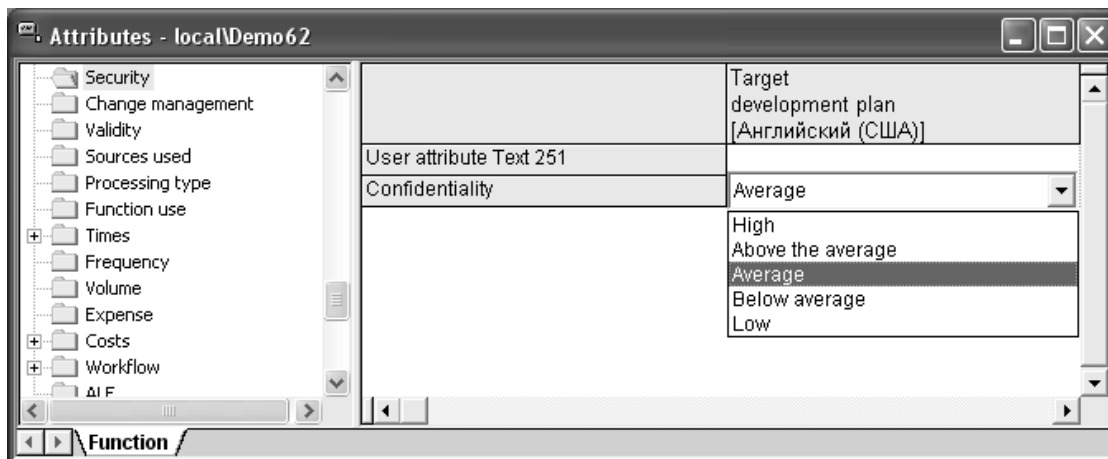 Attributes - local\Demo62
Security
Change management
Validity
Sources used
Processing type
Function use
Times
Frequency
Volume
Expense
Costs
Workflow
Target
development plan
[Английский (США)]
User attribute Text 251
Confidentiality
Average
High
Above the average
Average
Below average
Low
Function